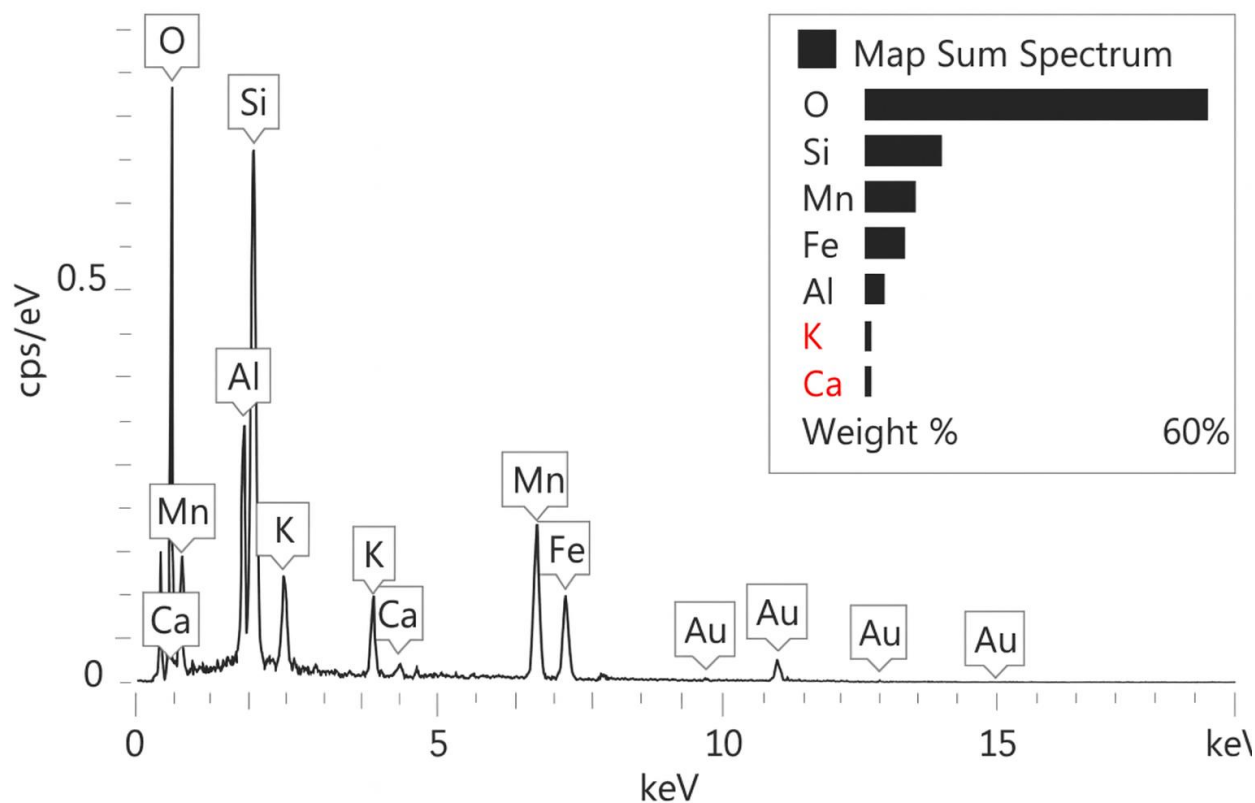 O
Si
Al
Mn
Ca
K
K
Ca
Mn
Fe
Au
Au
Au
Au
0.5
0
cps/eV
0
5
10
15
keV
keV
Map Sum Spectrum
O
Si
Mn
Fe
Al
K
Ca
Weight % 60%